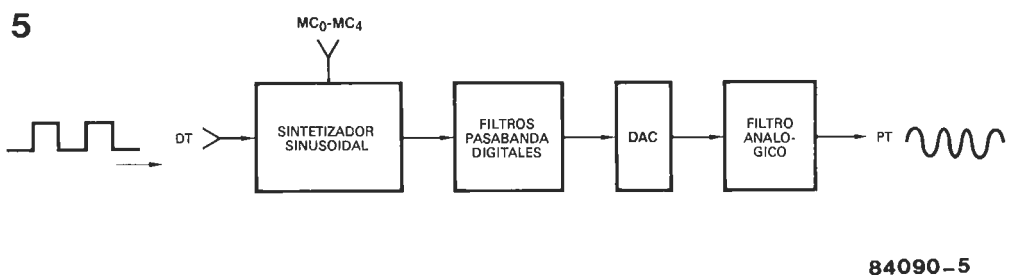 5
MC₀-MC₄
DT
SINTETIZADOR
SINUSOIDAL
FILTROS
PASABANDA
DIGITALES
DAC
FILTRO
ANALO-
GICO
PT
84090-5